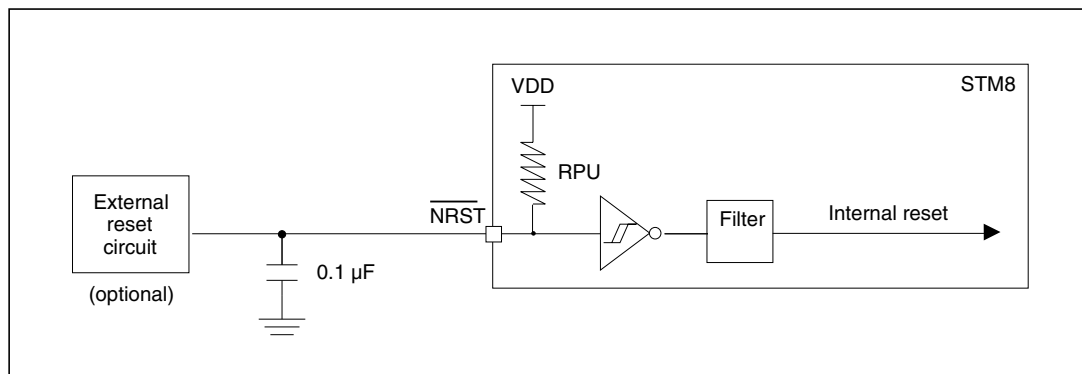 External
reset
circuit
(optional)
0.1 µF
NRST
VDD
RPU
STM8
Filter
Internal reset